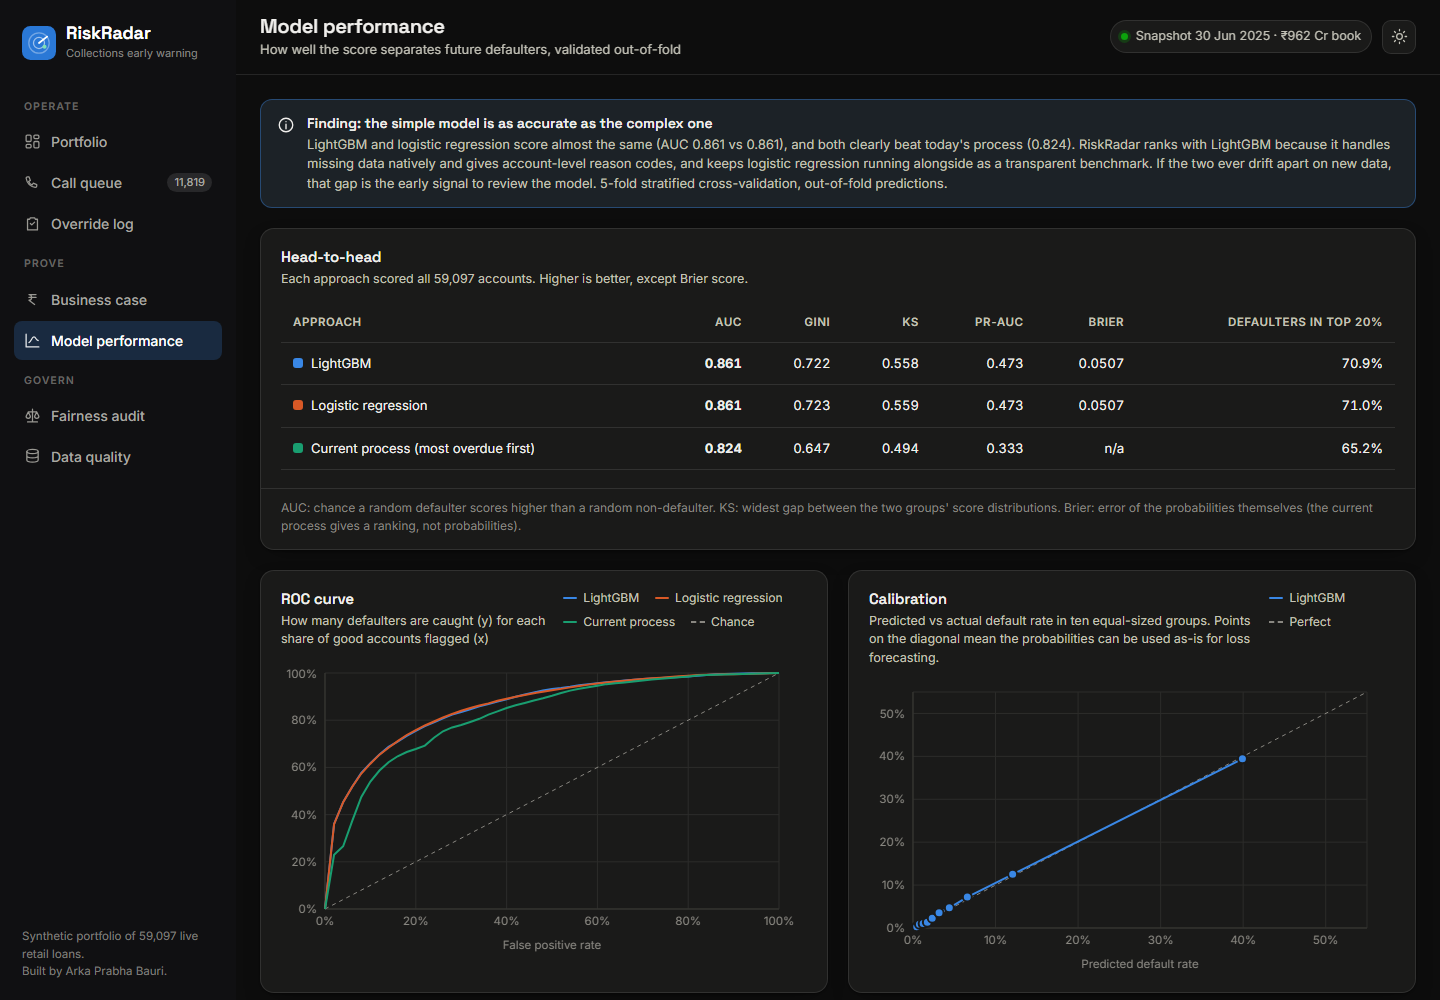 RiskRadar
Collections early warning
OPERATE
Portfolio
Call queue 11,819
Override log
PROVE
₹ Business case
Model performance
GOVERN
Fairness audit
Data quality
Synthetic portfolio of 59,097 live
retail loans.
Built by Arka Prabha Bauri.
Model performance
How well the score separates future defaulters, validated out-of-fold
Snapshot 30 Jun 2025 · ₹962 Cr book
Finding: the simple model is as accurate as the complex one
LightGBM and logistic regression score almost the same (AUC 0.861 vs 0.861), and both clearly beat today's process (0.824). RiskRadar ranks with LightGBM because it handles
missing data natively and gives account-level reason codes, and keeps logistic regression running alongside as a transparent benchmark. If the two ever drift apart on new data,
that gap is the early signal to review the model. 5-fold stratified cross-validation, out-of-fold predictions.
Head-to-head
Each approach scored all 59,097 accounts. Higher is better, except Brier score.
APPROACH AUC GINI KS PR-AUC BRIER DEFAULTERS IN TOP 20%
LightGBM 0.861 0.722 0.558 0.473 0.0507 70.9%
Logistic regression 0.861 0.723 0.559 0.473 0.0507 71.0%
Current process (most overdue first) 0.824 0.647 0.494 0.333 n/a 65.2%
AUC: chance a random defaulter scores higher than a random non-defaulter. KS: widest gap between the two groups' score distributions. Brier: error of the probabilities themselves (the current
process gives a ranking, not probabilities).
ROC curve
How many defaulters are caught (y) for each
share of good accounts flagged (x)
LightGBM Logistic regression
Current process Chance
100%
80%
60%
40%
20%
0%
0% 20% 40% 60% 80% 100%
False positive rate
Calibration
Predicted vs actual default rate in ten equal-sized groups. Points
on the diagonal mean the probabilities can be used as-is for loss
forecasting.
LightGBM
Perfect
50%
40%
30%
20%
10%
0%
0% 10% 20% 30% 40% 50%
Predicted default rate